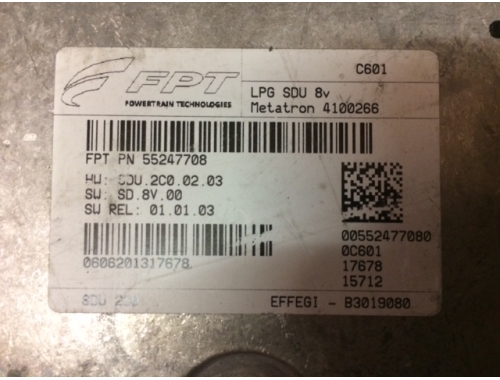 C601
FPT
POWERTRAIN TECHNOLOGIES
LPG SDU 8v
Metatron 4100266
FPT PN 55247708
HW: SDU.2C0.02.03
SW: SD.8V.00
SW REL: 01.01.03
00552477080
0C601
17678
15712
0606201317678
SDU
EFFEGI - B3019080